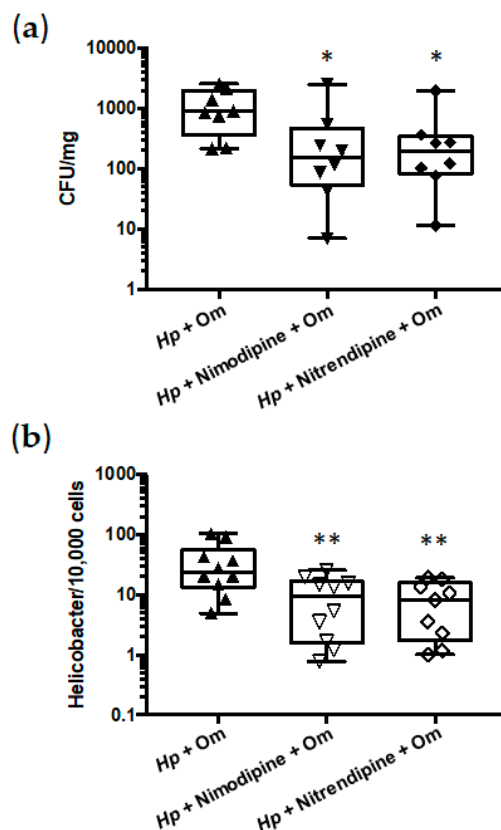 (a)
10000
1000
100
10
1
CFU/mg
*
*
Hp + Om
Hp + Nimodipine + Om
Hp + Nitrendipine + Om
(b)
1000
100
10
1
0.1
Helicobacter/10,000 cells
**
**
Hp + Om
Hp + Nimodipine + Om
Hp + Nitrendipine + Om